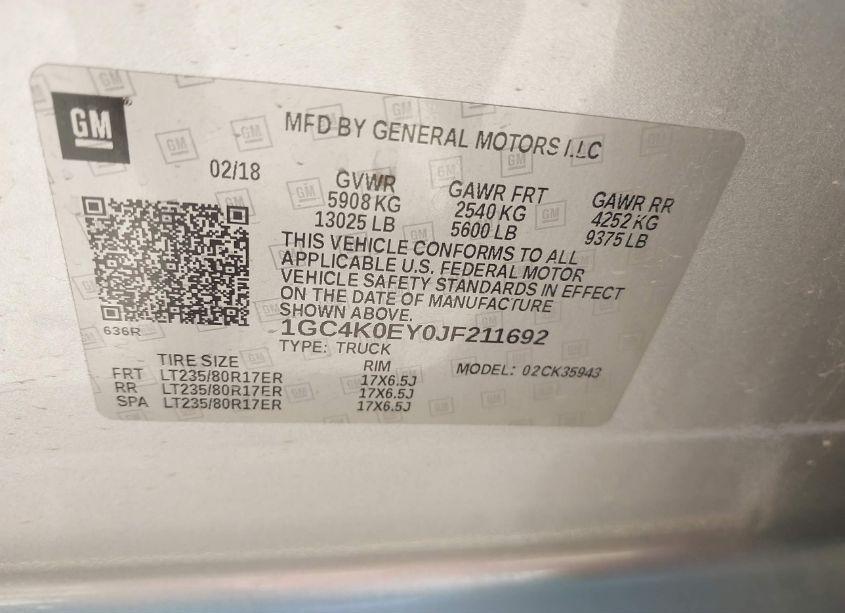 GM
MFD BY GENERAL MOTORS LLC
02/18
GVWR GAWR FRT GAWR RR
5908 KG 2540 KG 4252 KG
13025 LB 5600 LB 9375 LB
THIS VEHICLE CONFORMS TO ALL
APPLICABLE U.S. FEDERAL MOTOR
VEHICLE SAFETY STANDARDS IN EFFECT
ON THE DATE OF MANUFACTURE
SHOWN ABOVE.
636R
1GC4K0EY0JF211692
TYPE: TRUCK
TIRE SIZE RIM MODEL: 02CK35943
FRT LT235/80R17ER 17X6.5J
RR LT235/80R17ER 17X6.5J
SPA LT235/80R17ER 17X6.5J